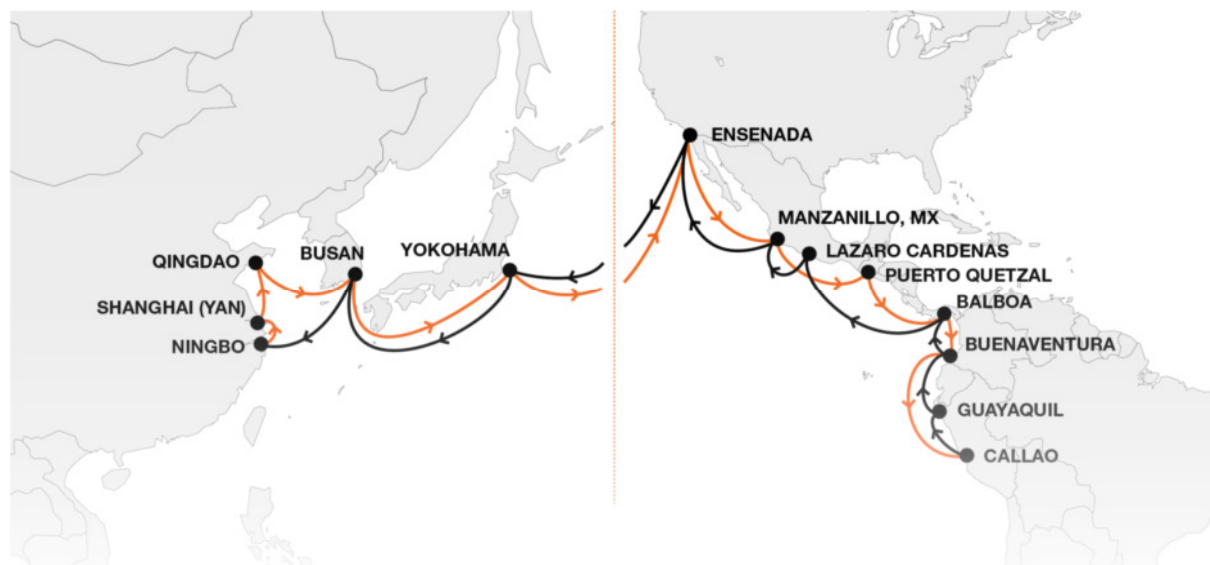 ENSENADA
MANZANILLO, MX
YOKOHAMA
BUSAN
LAZARO CARDENAS
QINGDAO
PUERTO QUETZAL
BALBOA
SHANGHAI (YAN)
BUENAVENTURA
NINGBO
GUAYAQUIL
CALLAO